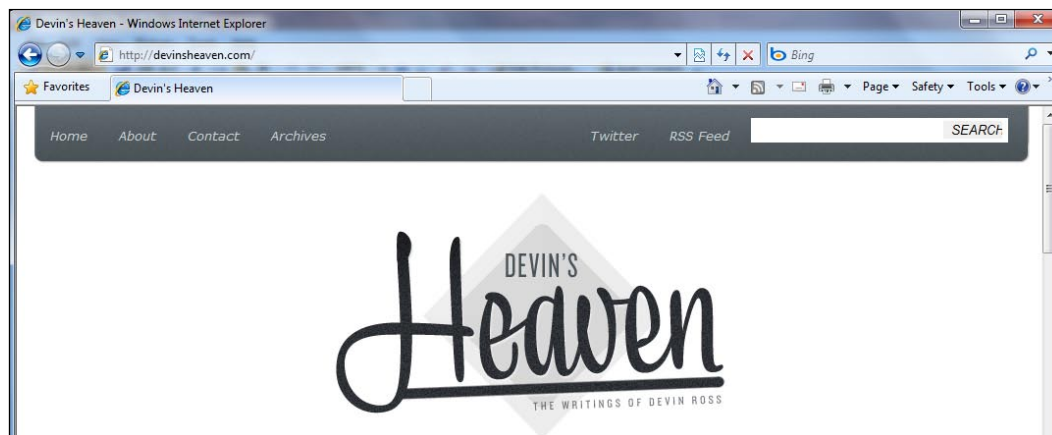 Devin's Heaven - Windows Internet Explorer
http://devinsheaven.com/ Bing
Favorites Devin's Heaven Page Safety Tools
Home About Contact Archives Twitter RSS Feed SEARCH
DEVIN'S
Heaven
THE WRITINGS OF DEVIN ROSS